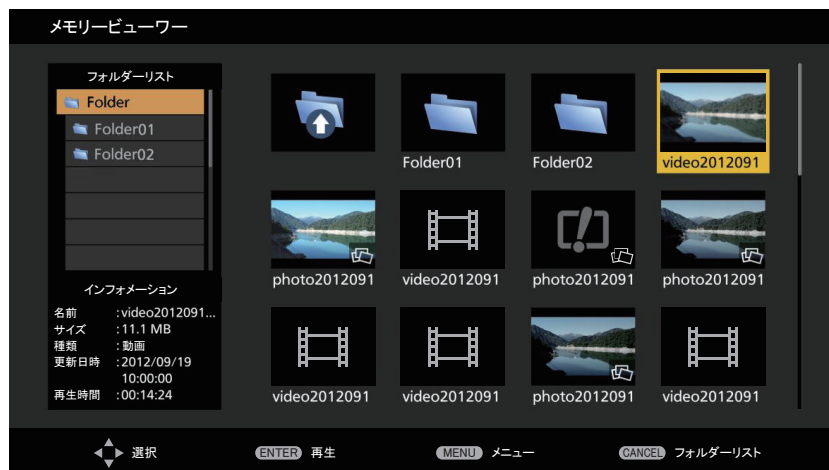 メモリービューワー
フォルダーリスト
Folder
Folder01
Folder02
インフォメーション
名前 :video2012091...
サイズ :11.1 MB
種類 :動画
更新日時 :2012/09/19
10:00:00
再生時間 :00:14:24
Folder01 Folder02 video2012091
photo2012091 video2012091 photo2012091 photo2012091
video2012091 video2012091 photo2012091 video2012091
選択 ENTER 再生 MENU メニュー CANCEL フォルダーリスト